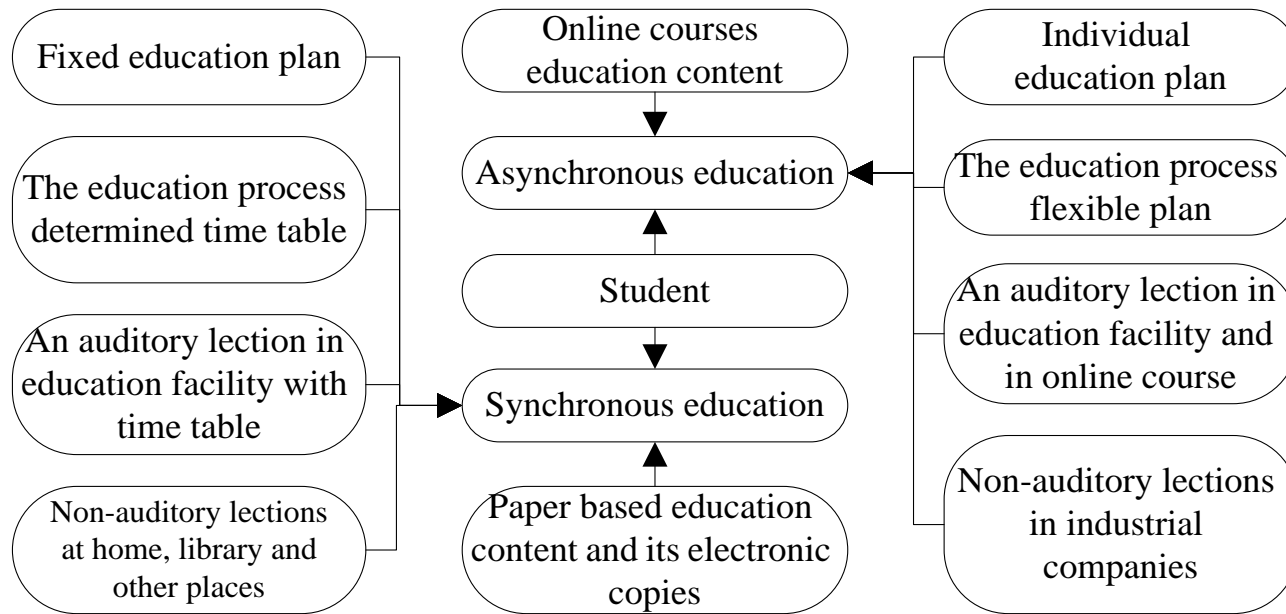 Fixed education plan
The education process
determined time table
An auditory lection in
education facility with
time table
Non-auditory lections
at home, library and
other places
Online courses
education content
Asynchronous education
Student
Synchronous education
Paper based education
content and its electronic
copies
Individual
education plan
The education process
flexible plan
An auditory lection in
education facility and
in online course
Non-auditory lections
in industrial
companies